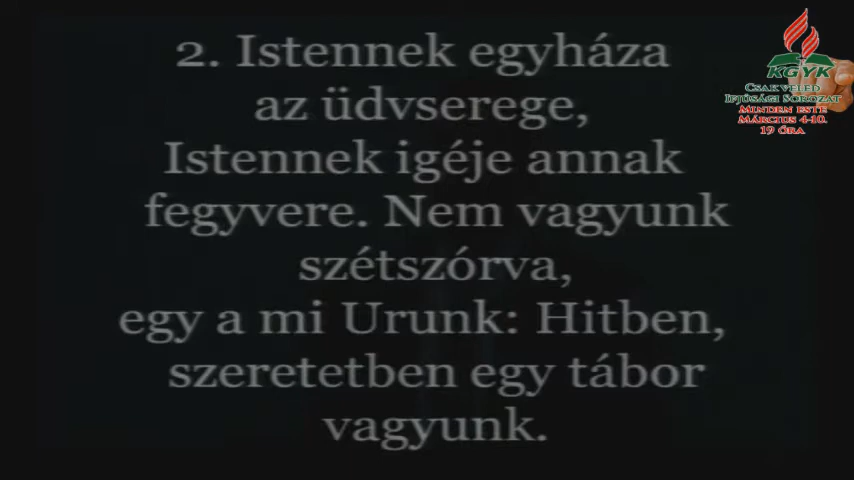 2. Istennek egyháza
az üdvserege,
Istennek igéje annak
fegyvere. Nem vagyunk
szétszórva,
egy a mi Urunk: Hitben,
szeretetben egy tábor
vagyunk.
KGYK
Csak veled
Ifjúsági Sorozat
Minden este
Március 4-10.
19 óra